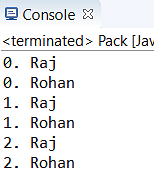 Console
<terminated> Pack [Jav
0. Raj
0. Rohan
1. Raj
1. Rohan
2. Raj
2. Rohan